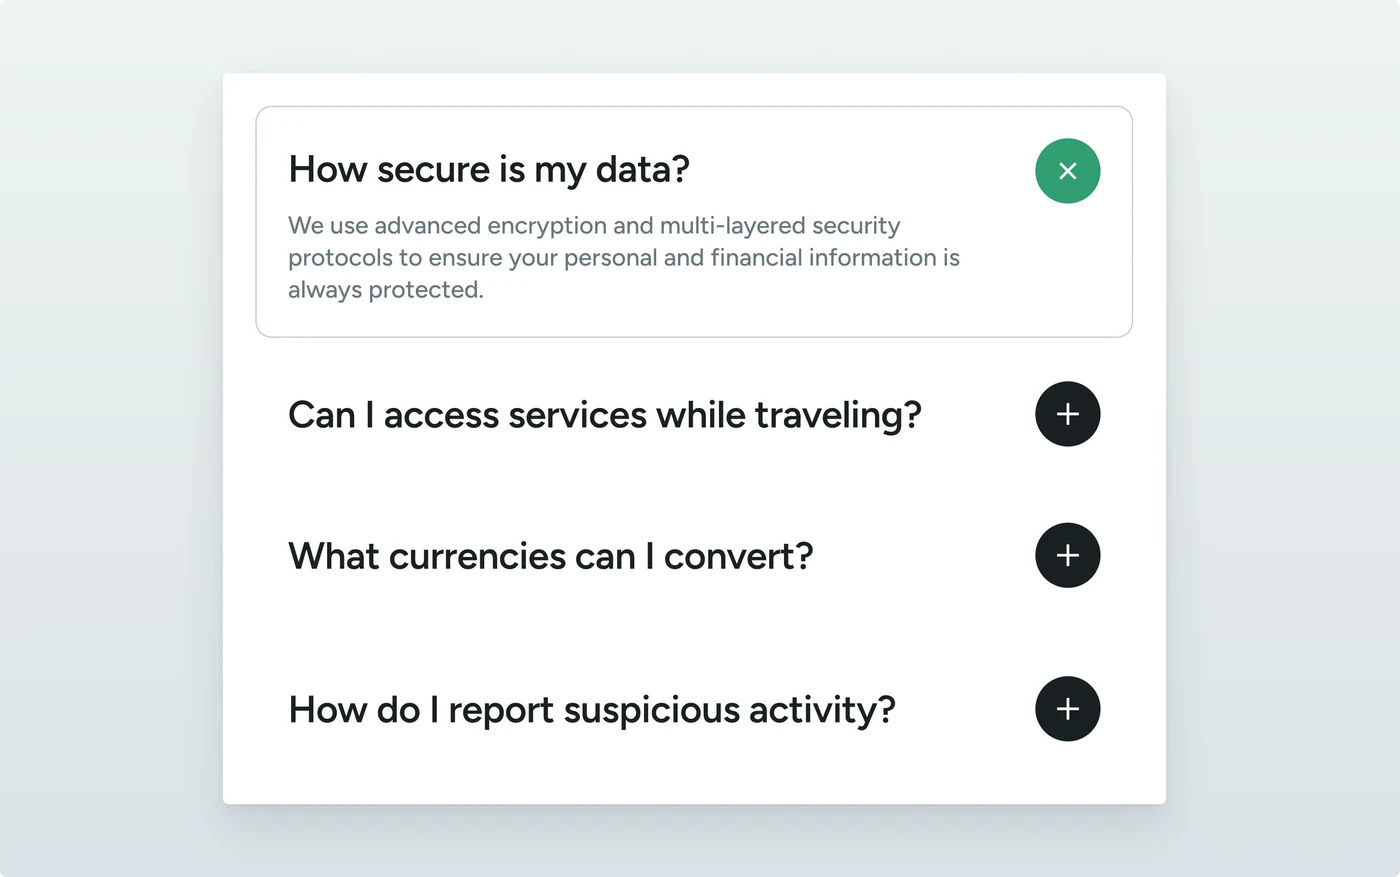 How secure is my data?
We use advanced encryption and multi-layered security
protocols to ensure your personal and financial information is
always protected.
Can I access services while traveling?
What currencies can I convert?
How do I report suspicious activity?